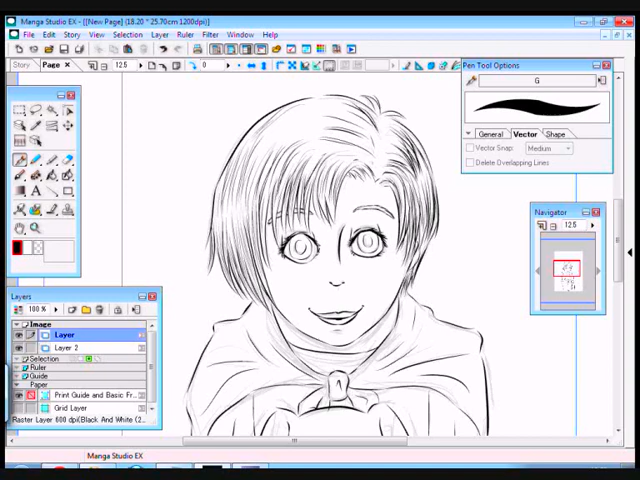 Manga Studio EX - [[New Page] (18.20 * 25.70cm 1200dpi)]
File Edit Story View Selection Layer Ruler Filter Window Help
Story Page 12.5 0
Pen Tool Options
G
General Vector Shape
Vector Snap: Medium
Delete Overlapping Lines
Navigator
12.5
Layers
100 %
Image
Layer
Layer 2
Selection
Ruler
Guide
Paper
Print Guide and Basic Fr...
Grid Layer
Raster Layer 600 dpi(Black And White (2...
Manga Studio EX